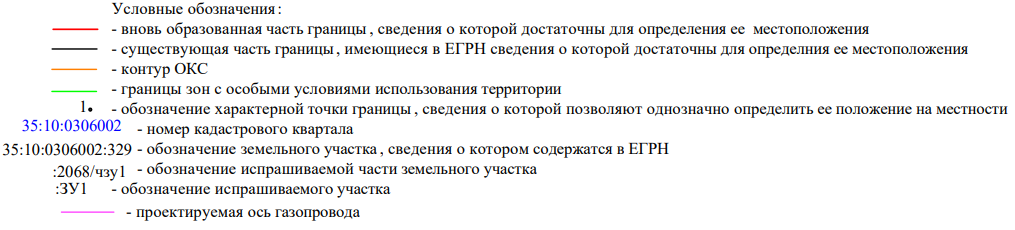 Условные обозначения:
- вновь образованная часть границы, сведения о которой достаточны для определения ее местоположения
- существующая часть границы, имеющиеся в ЕГРН сведения о которой достаточны для определния ее местоположения
- контур ОКС
- границы зон с особыми условиями использования территории
1. - обозначение характерной точки границы, сведения о которой позволяют однозначно определить ее положение на местности
35:10:0306002 - номер кадастрового квартала
35:10:0306002:329 - обозначение земельного участка, сведения о котором содержатся в ЕГРН
:2068/чзу1 - обозначение испрашиваемой части земельного участка
:ЗУ1 - обозначение испрашиваемого участка
- проектируемая ось газопровода